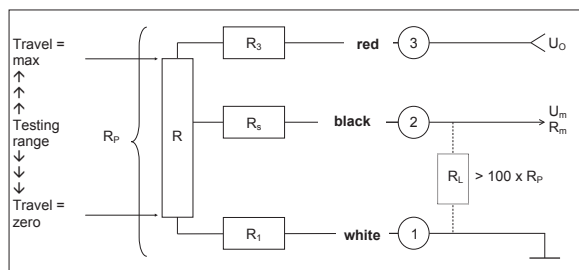 Travel =
max
↑
↑
↑
Testing
range
↓
↓
↓
Travel =
zero
R_P
R
R_3 red 3 U_O
R_s black 2 U_m
R_m
R_L > 100 x R_P
R_1 white 1